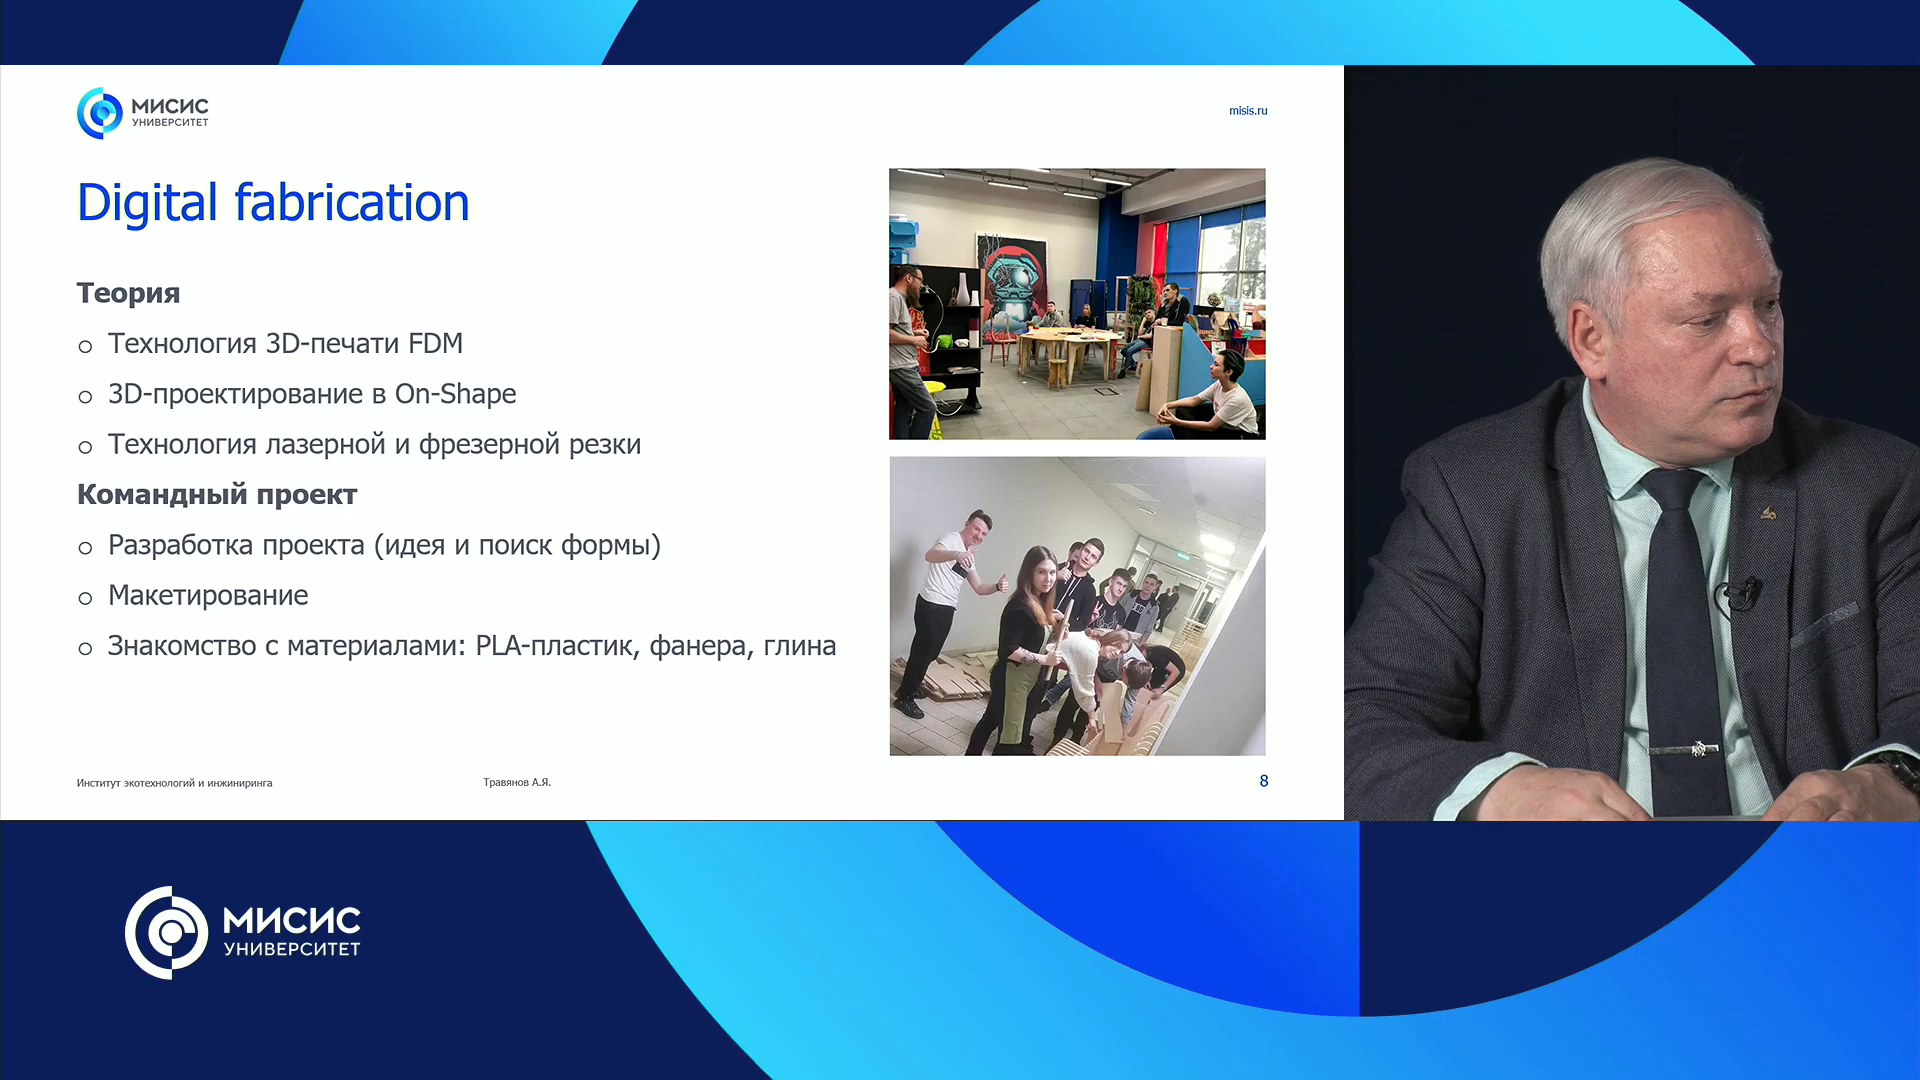 МИСИС
УНИВЕРСИТЕТ
misis.ru
Digital fabrication
Теория
Технология 3D-печати FDM
3D-проектирование в On-Shape
Технология лазерной и фрезерной резки
Командный проект
Разработка проекта (идея и поиск формы)
Макетирование
Знакомство с материалами: PLA-пластик, фанера, глина
Институт экотехнологий и инжиниринга
Травянов А.Я.
8
МИСИС
УНИВЕРСИТЕТ